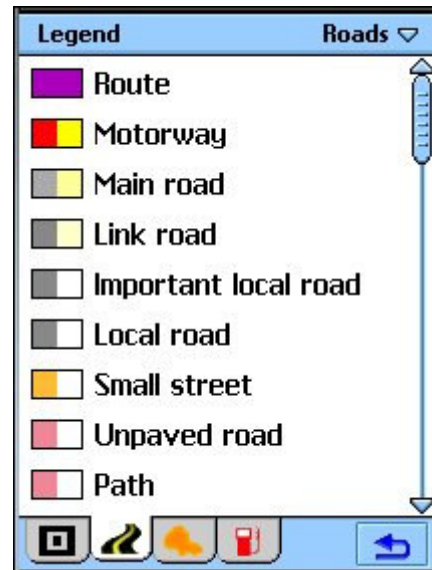 Legend Roads
Route
Motorway
Main road
Link road
Important local road
Local road
Small street
Unpaved road
Path